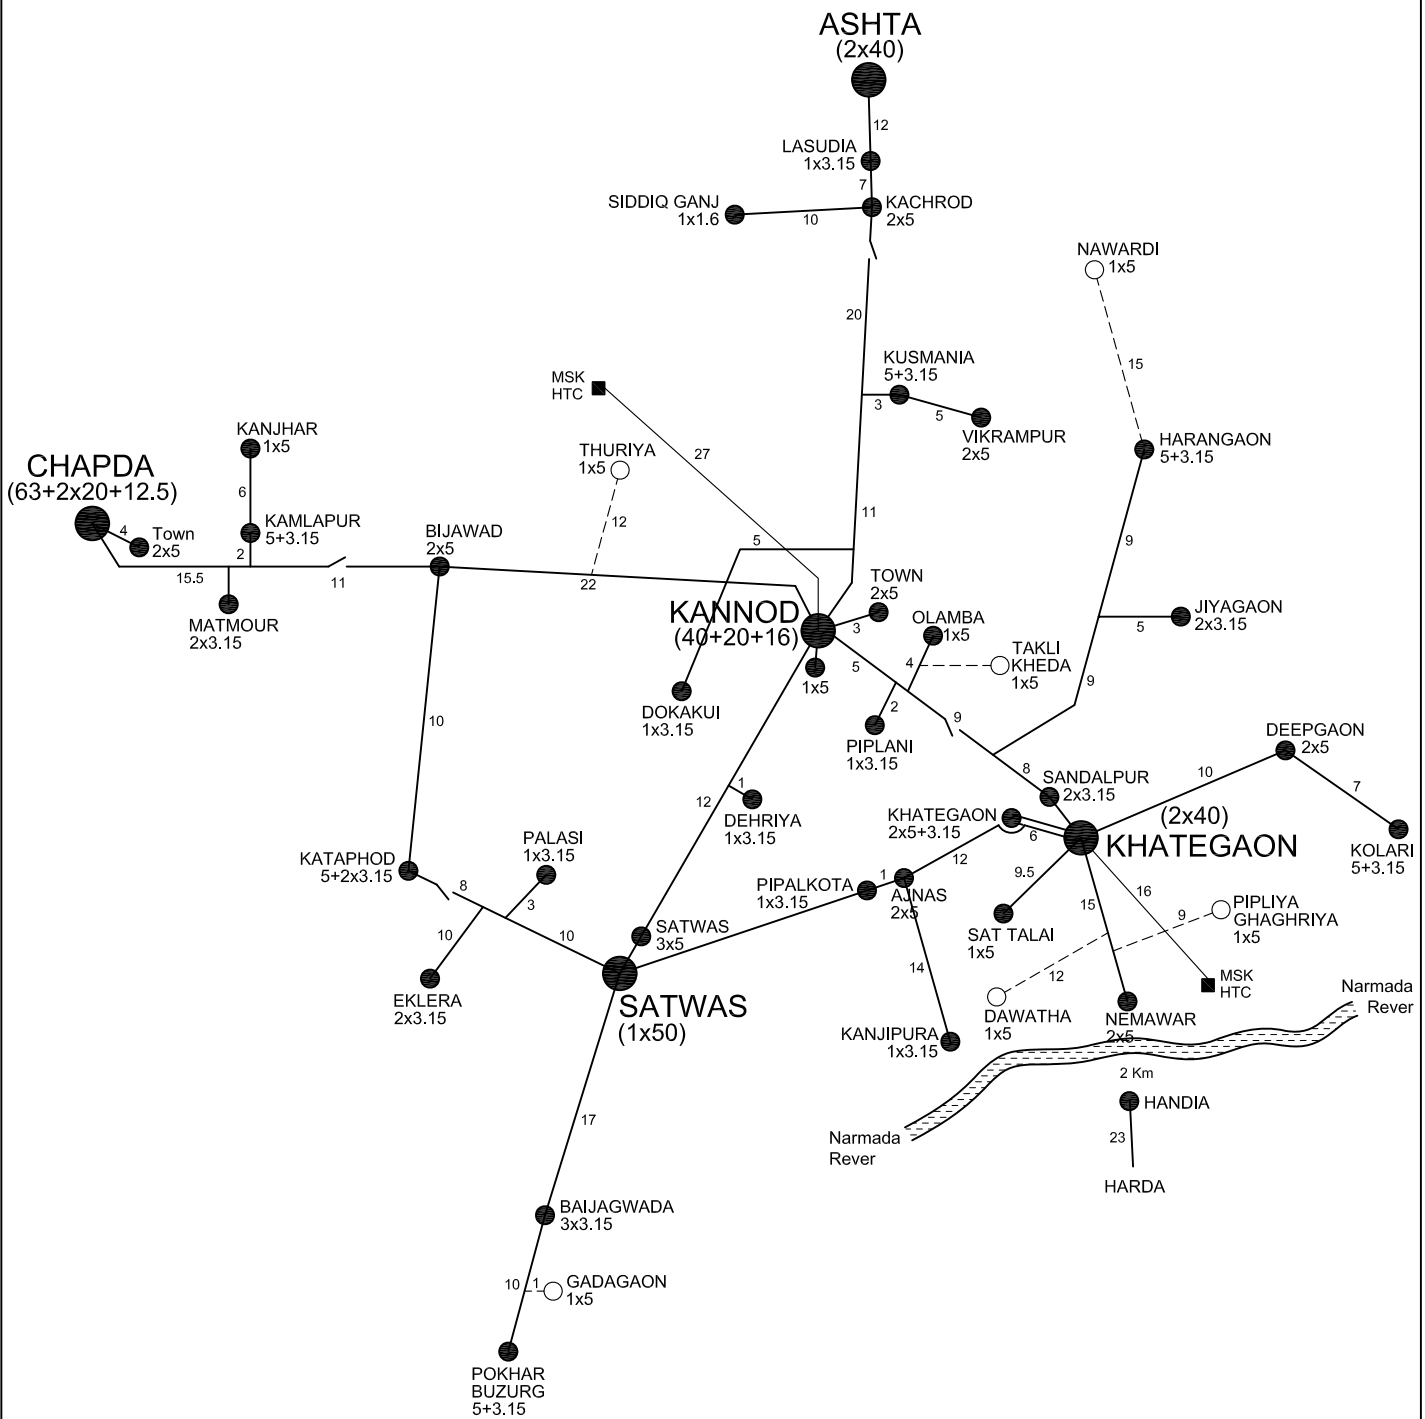 ASHTA
(2x40)
12
LASUDIA
1x3.15
7
SIDDIQ GANJ
1x1.6
10
KACHROD
2x5
NAWARDI
1x5
20
15
KUSMANIA
5+3.15
3
5
VIKRAMPUR
2x5
MSK
HTC
27
HARANGAON
5+3.15
KANJHAR
1x5
6
CHAPDA
(63+2x20+12.5)
4
Town
2x5
KAMLAPUR
5+3.15
2
15.5
MATMOUR
2x3.15
11
BIJAWAD
2x5
THURIYA
1x5
12
22
5
11
9
TOWN
2x5
3
KANNOD
(40+20+16)
1x5
OLAMBA
1x5
4
TAKLI
KHEDA
1x5
JIYAGAON
2x3.15
5
5
2
9
9
DOKAKUI
1x3.15
PIPLANI
1x3.15
10
DEEPGAON
2x5
8
SANDALPUR
2x3.15
10
7
1
12
DEHRIYA
1x3.15
KHATEGAON
2x5+3.15
6
(2x40)
KHATEGAON
KOLARI
5+3.15
PALASI
1x3.15
KATAPHOD
5+2x3.15
8
3
10
10
PIPALKOTA
1x3.15
1
12
AJNAS
2x5
9.5
15
16
9
PIPLIYA
GHAGHRIYA
1x5
SAT TALAI
1x5
SATWAS
3x5
14
12
EKLERA
2x3.15
SATWAS
(1x50)
KANJIPURA
1x3.15
DAWATHA
1x5
NEMAWAR
2x5
MSK
HTC
Narmada
Rever
2 Km
HANDIA
23
HARDA
Narmada
Rever
17
BAIJAGWADA
3x3.15
10
1
GADAGAON
1x5
POKHAR
BUZURG
5+3.15